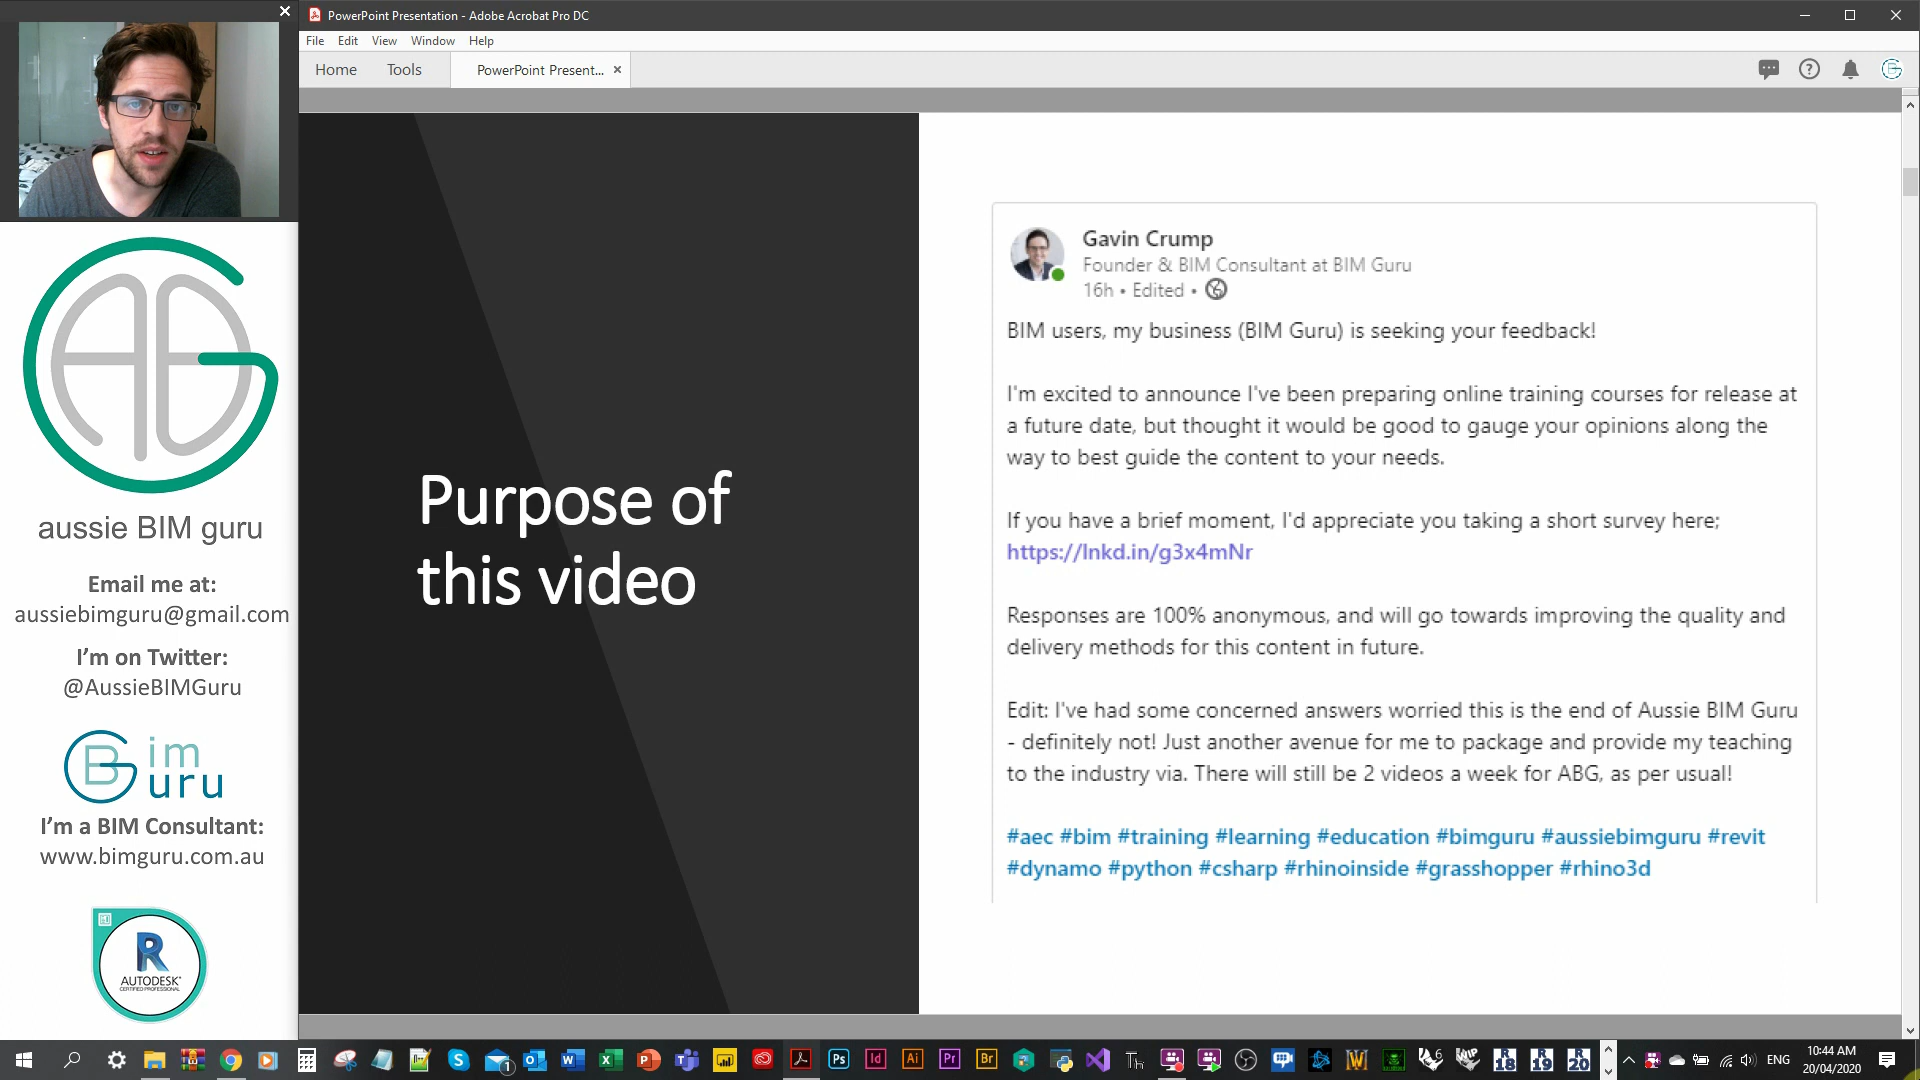 PowerPoint Presentation - Adobe Acrobat Pro DC
File Edit View Window Help
Home Tools PowerPoint Present...
aussie BIM guru
Email me at:
aussiebimguru@gmail.com
I'm on Twitter:
@AussieBIMGuru
Bim
Guru
I'm a BIM Consultant:
www.bimguru.com.au
R
AUTODESK
CERTIFIED PROFESSIONAL
Purpose of
this video
Gavin Crump
Founder & BIM Consultant at BIM Guru
16h • Edited •
BIM users, my business (BIM Guru) is seeking your feedback!
I'm excited to announce I've been preparing online training courses for release at
a future date, but thought it would be good to gauge your opinions along the
way to best guide the content to your needs.
If you have a brief moment, I'd appreciate you taking a short survey here;
https://lnkd.in/g3x4mNr
Responses are 100% anonymous, and will go towards improving the quality and
delivery methods for this content in future.
Edit: I've had some concerned answers worried this is the end of Aussie BIM Guru
- definitely not! Just another avenue for me to package and provide my teaching
to the industry via. There will still be 2 videos a week for ABG, as per usual!
#aec #bim #training #learning #education #bimguru #aussiebimguru #revit
#dynamo #python #csharp #rhinoinside #grasshopper #rhino3d
ENG
10:44 AM
20/04/2020